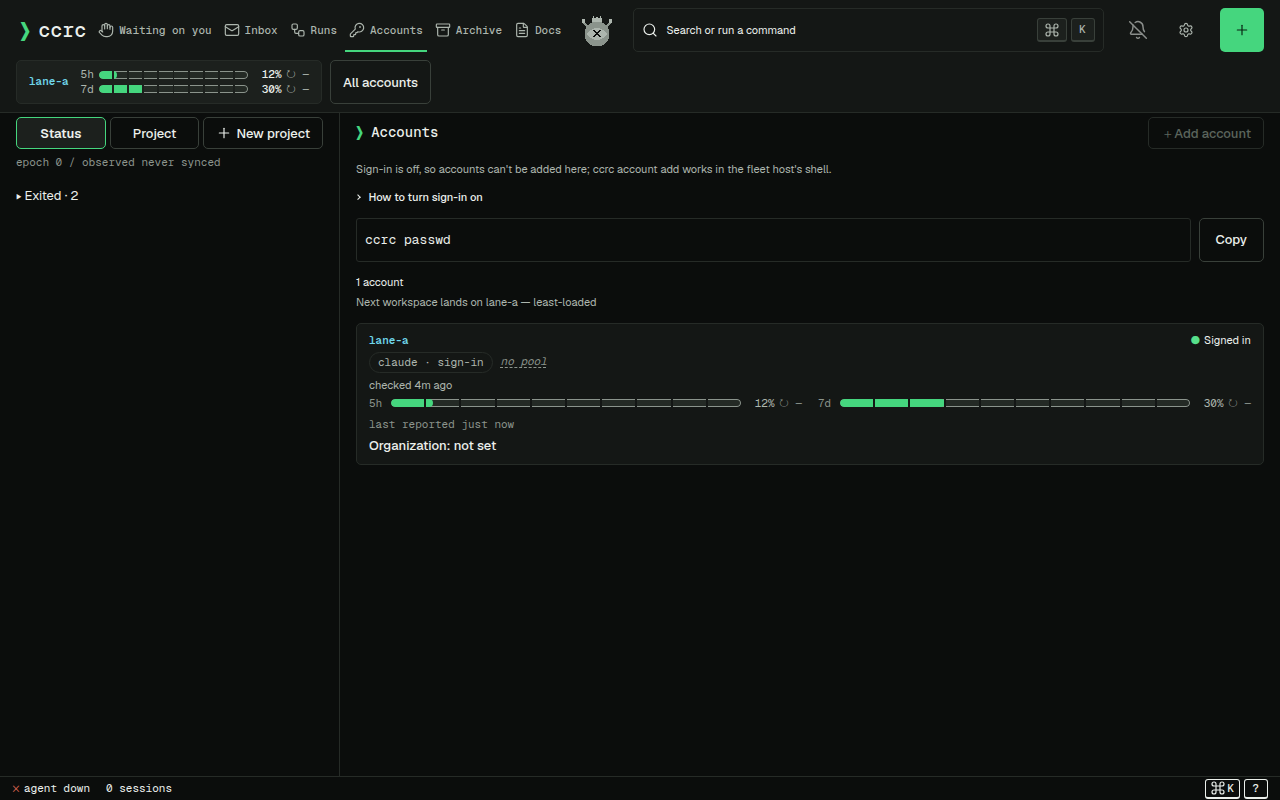 ❯ ccrc Waiting on you Inbox Runs Accounts Archive Docs Search or run a command ⌘ K +
lane-a 5h 12% ↻ —
7d 30% ↻ —
All accounts
Status Project + New project
epoch 0 / observed never synced
▸ Exited · 2
❯ Accounts
+ Add account
Sign-in is off, so accounts can't be added here; ccrc account add works in the fleet host's shell.
› How to turn sign-in on
ccrc passwd
Copy
1 account
Next workspace lands on lane-a — least-loaded
lane-a Signed in
claude · sign-in no pool
checked 4m ago
5h 12% ↻ — 7d 30% ↻ —
last reported just now
Organization: not set
× agent down 0 sessions ⌘K ?